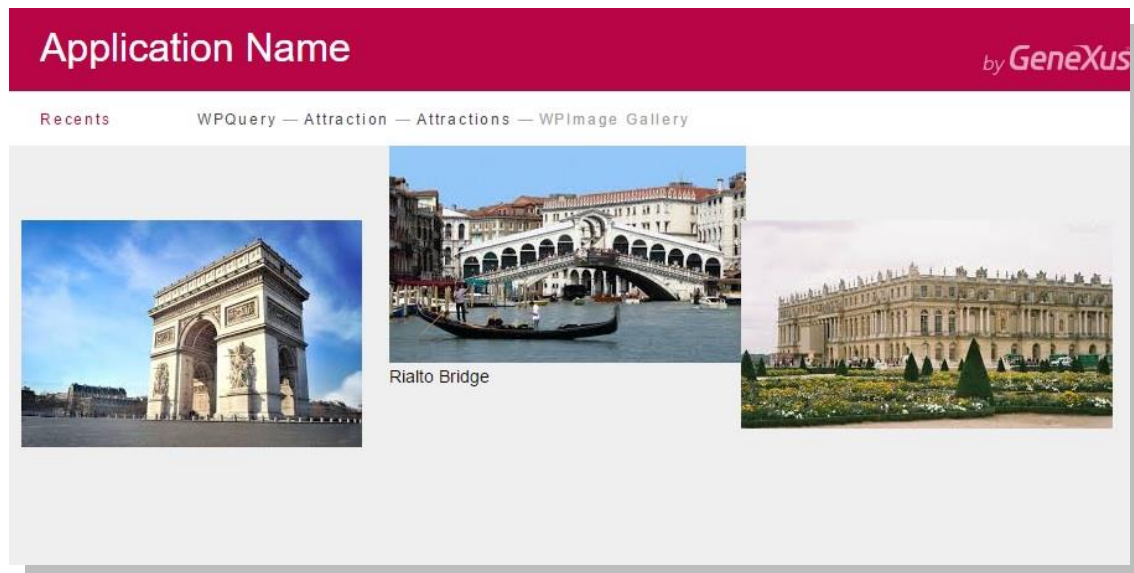 Application Name
by GeneXus
Recents WPQuery — Attraction — Attractions — WPImage Gallery
Rialto Bridge